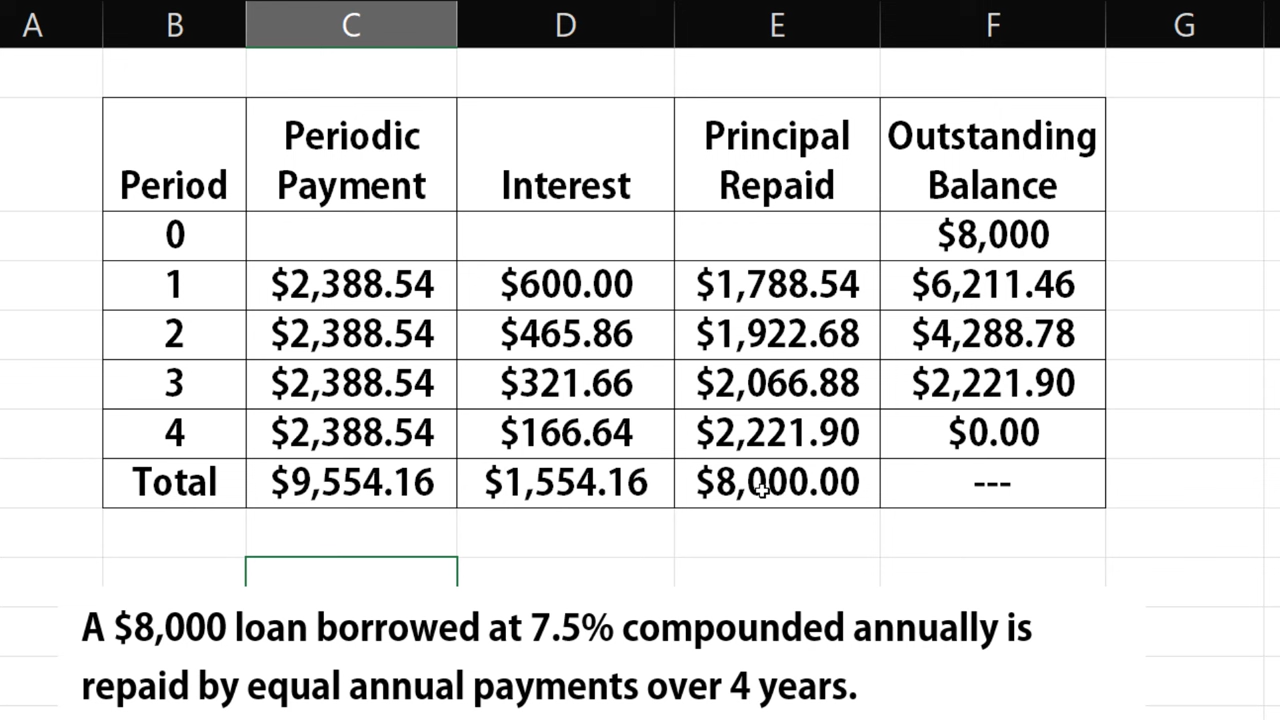 A B C D E F G
Periodic Principal Outstanding
Period Payment Interest Repaid Balance
0 $8,000
1 $2,388.54 $600.00 $1,788.54 $6,211.46
2 $2,388.54 $465.86 $1,922.68 $4,288.78
3 $2,388.54 $321.66 $2,066.88 $2,221.90
4 $2,388.54 $166.64 $2,221.90 $0.00
Total $9,554.16 $1,554.16 $8,000.00 ---
A $8,000 loan borrowed at 7.5% compounded annually is
repaid by equal annual payments over 4 years.